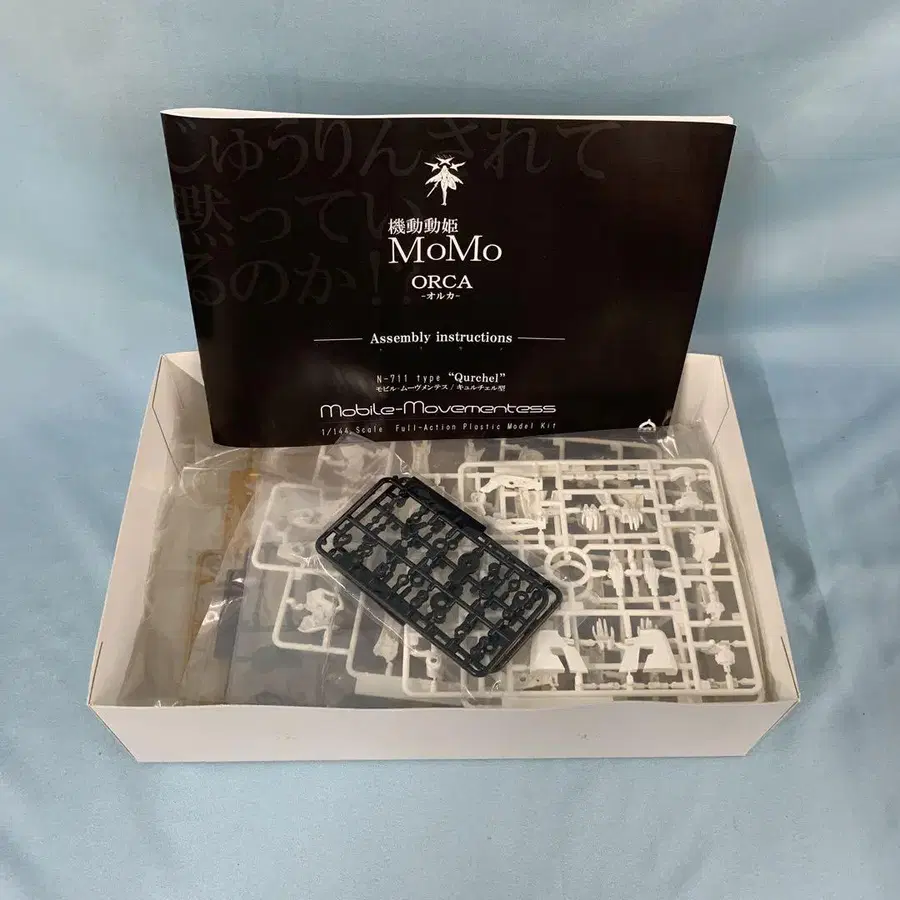 じゅうりんされて
黙ってい
るのか!?
機動動姫
MoMo
ORCA
-オルカ-
Assembly instructions
N-711 type “Qurchel”
モビル-ムーヴメンテス / キュルチェル型
Mobile-Movementess
1/144 Scale Full-Action Plastic Model Kit